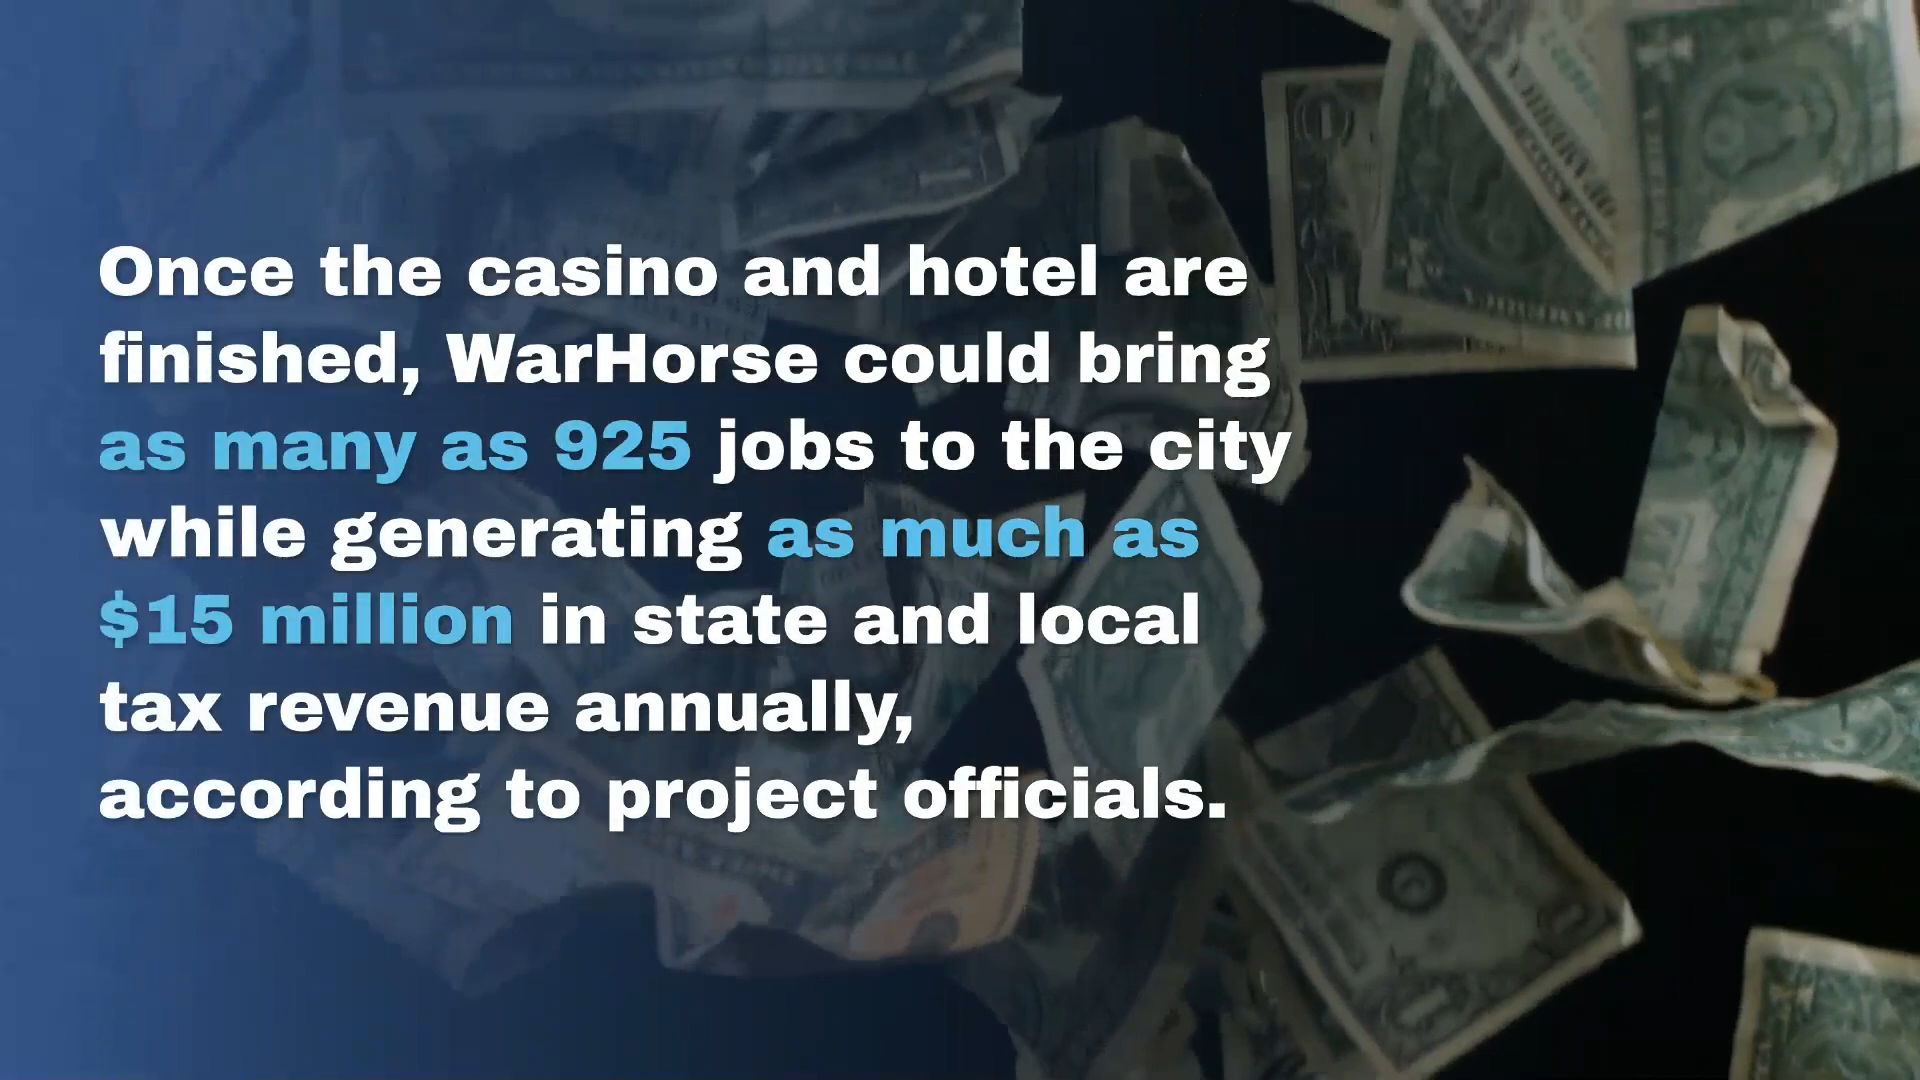 Once the casino and hotel are
finished, WarHorse could bring
as many as 925 jobs to the city
while generating as much as
$15 million in state and local
tax revenue annually,
according to project officials.